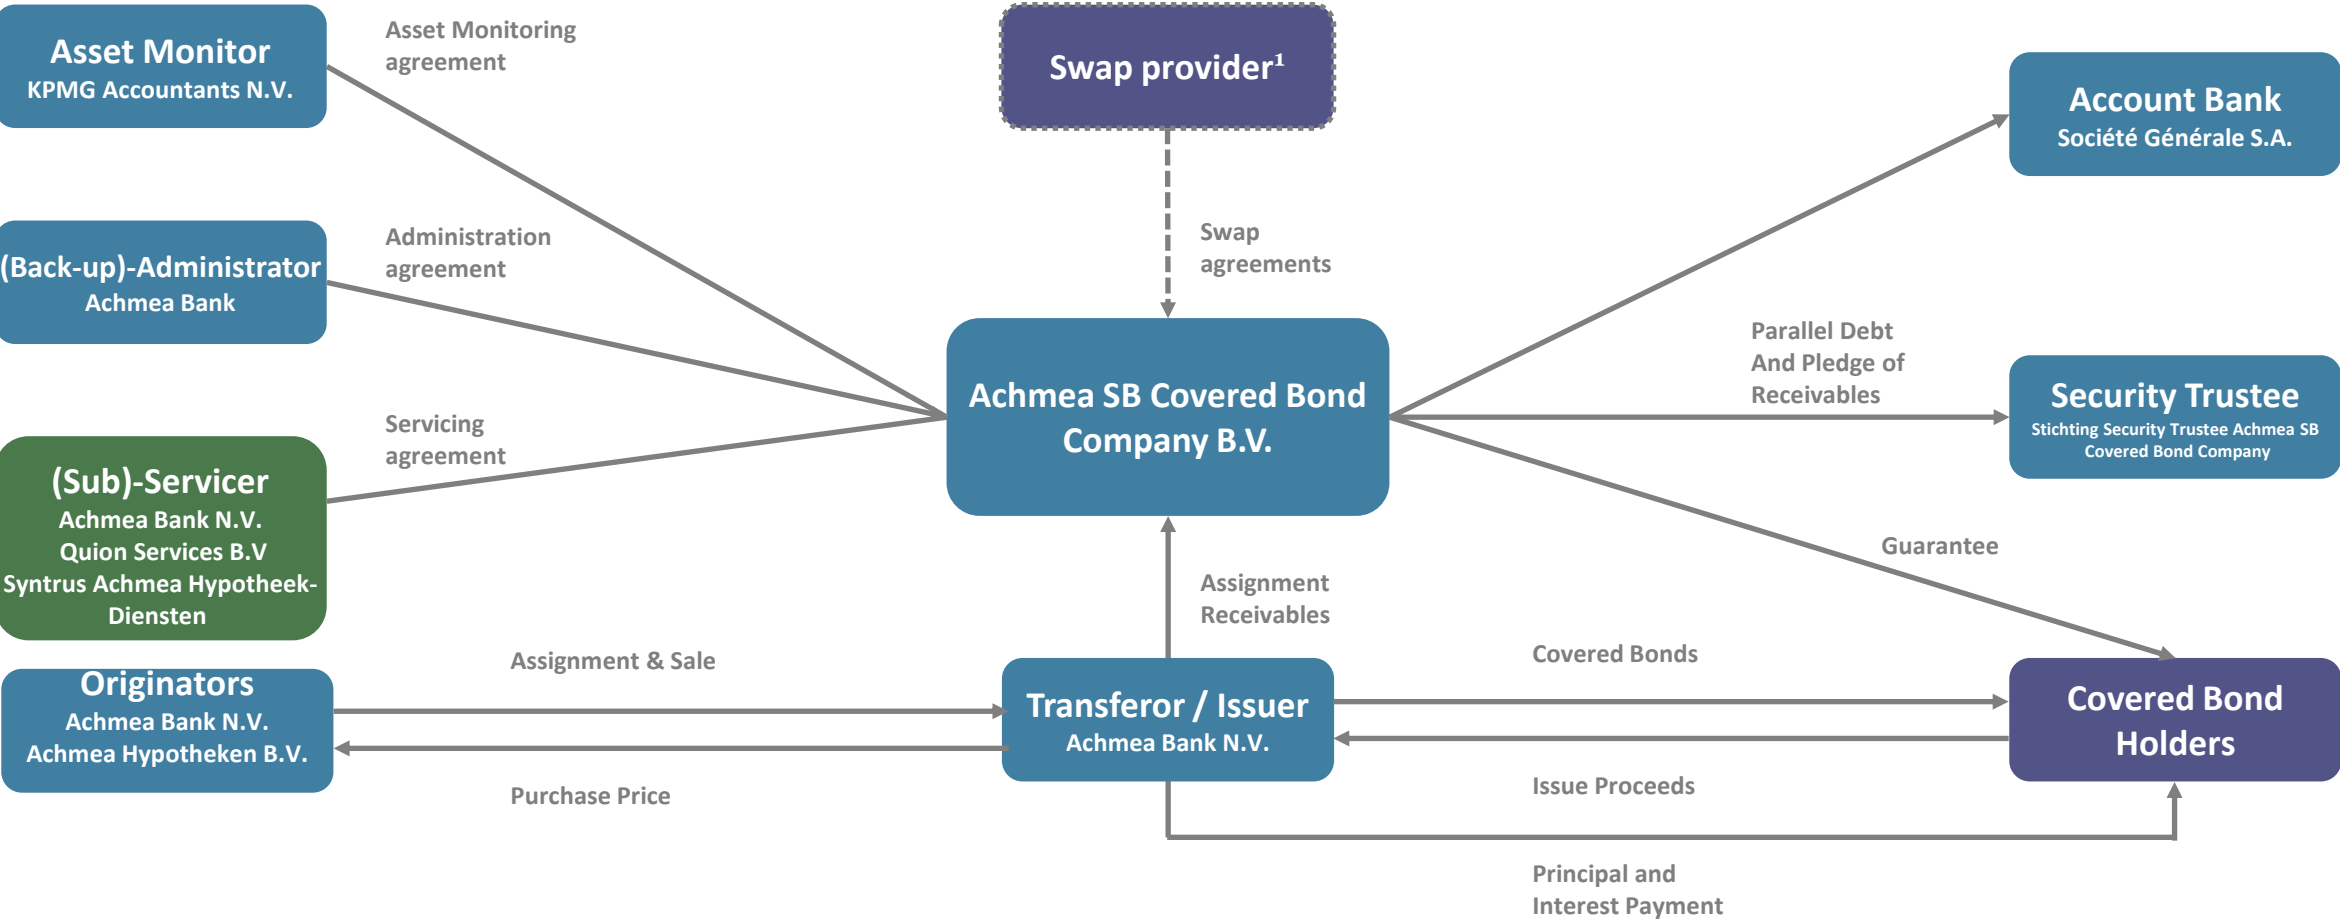 Asset Monitor
KPMG Accountants N.V.
Asset Monitoring
agreement
Swap provider¹
Account Bank
Société Générale S.A.
(Back-up)-Administrator
Achmea Bank
Administration
agreement
Swap
agreements
Achmea SB Covered Bond
Company B.V.
Parallel Debt
And Pledge of
Receivables
Security Trustee
Stichting Security Trustee Achmea SB
Covered Bond Company
Servicing
agreement
(Sub)-Servicer
Achmea Bank N.V.
Quion Services B.V
Syntrus Achmea Hypotheek-
Diensten
Guarantee
Assignment
Receivables
Originators
Achmea Bank N.V.
Achmea Hypotheken B.V.
Assignment & Sale
Purchase Price
Transferor / Issuer
Achmea Bank N.V.
Covered Bonds
Issue Proceeds
Covered Bond
Holders
Principal and
Interest Payment